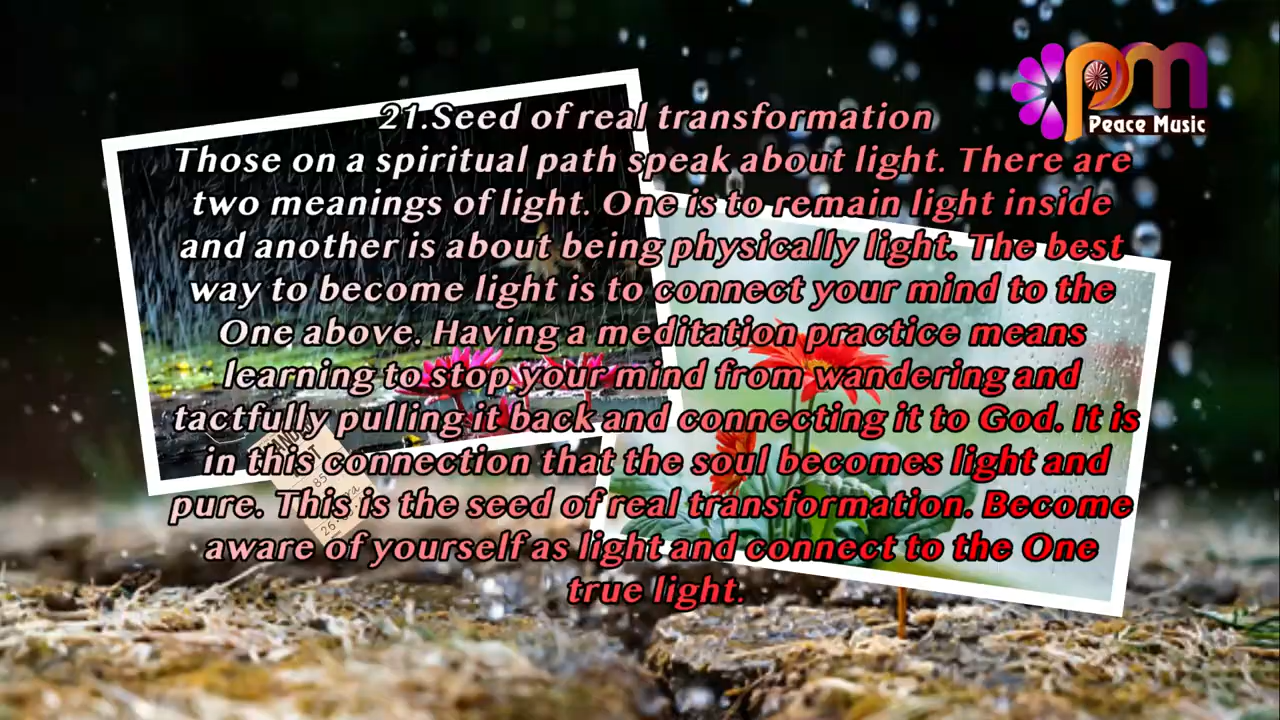 pm
Peace Music
21.Seed of real transformation
Those on a spiritual path speak about light. There are
two meanings of light. One is to remain light inside
and another is about being physically light. The best
way to become light is to connect your mind to the
One above. Having a meditation practice means
learning to stop your mind from wandering and
tactfully pulling it back and connecting it to God. It is
in this connection that the soul becomes light and
pure. This is the seed of real transformation. Become
aware of yourself as light and connect to the One
true light.